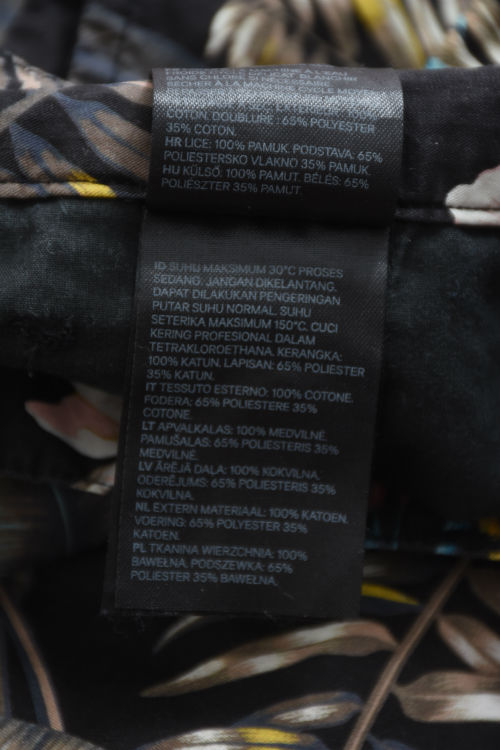 SECHER À LA
COTON. DOUBLURE : 65% POLYESTER
35% COTON.
HR LICE: 100% PAMUK. PODSTAVA: 65%
POLIESTERSKO VLAKNO 35% PAMUK.
HU KÜLSŐ: 100% PAMUT. BÉLÉS: 65%
POLIÉSZTER 35% PAMUT.
ID SUHU MAKSIMUM 30°C PROSES
SEDANG. JANGAN DIKELANTANG.
DAPAT DILAKUKAN PENGERINGAN
PUTAR SUHU NORMAL. SUHU
SETERIKA MAKSIMUM 150°C. CUCI
KERING PROFESIONAL DALAM
TETRAKLOROETHANA. KERANGKA:
100% KATUN. LAPISAN: 65% POLIESTER
35% KATUN.
IT TESSUTO ESTERNO: 100% COTONE.
FODERA: 65% POLIESTERE 35%
COTONE.
LT APVALKALAS: 100% MEDVILNĖ.
PAMUŠALAS: 65% POLIESTERIS 35%
MEDVILNĖ.
LV ĀRĒJĀ DAĻA: 100% KOKVILNA.
ODERĒJUMS: 65% POLIESTERIS 35%
KOKVILNA.
NL EXTERN MATERIAAL: 100% KATOEN.
VOERING: 65% POLYESTER 35%
KATOEN.
PL TKANINA WIERZCHNIA: 100%
BAWEŁNA. PODSZEWKA: 65%
POLIESTER 35% BAWEŁNA.